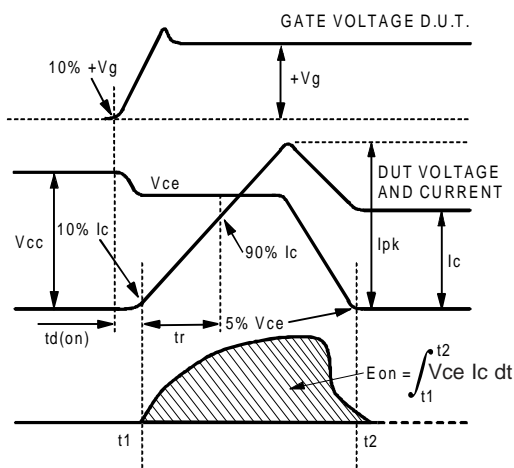 GATE VOLTAGE D.U.T.
10% +Vg
+Vg
Vce
DUT VOLTAGE
AND CURRENT
Vcc
10% Ic
90% Ic
Ipk
Ic
td(on)
tr
5% Vce
Eon = ∫ Vce Ic dt
t2
t1
t1
t2